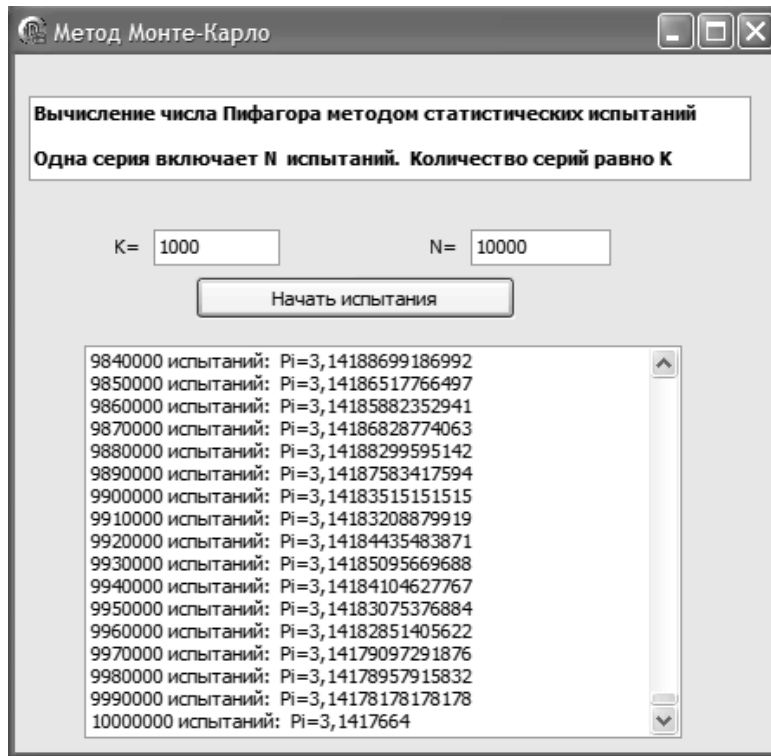 Метод Монте-Карло
Вычисление числа Пифагора методом статистических испытаний
Одна серия включает N испытаний. Количество серий равно K
K= 1000 N= 10000
Начать испытания
9840000 испытаний: Pi=3,14188699186992
9850000 испытаний: Pi=3,14186517766497
9860000 испытаний: Pi=3,14185882352941
9870000 испытаний: Pi=3,14186828774063
9880000 испытаний: Pi=3,14188299595142
9890000 испытаний: Pi=3,14187583417594
9900000 испытаний: Pi=3,14183515151515
9910000 испытаний: Pi=3,14183208879919
9920000 испытаний: Pi=3,14184435483871
9930000 испытаний: Pi=3,14185095669688
9940000 испытаний: Pi=3,14184104627767
9950000 испытаний: Pi=3,14183075376884
9960000 испытаний: Pi=3,14182851405622
9970000 испытаний: Pi=3,14179097291876
9980000 испытаний: Pi=3,14178957915832
9990000 испытаний: Pi=3,14178178178178
10000000 испытаний: Pi=3,1417664